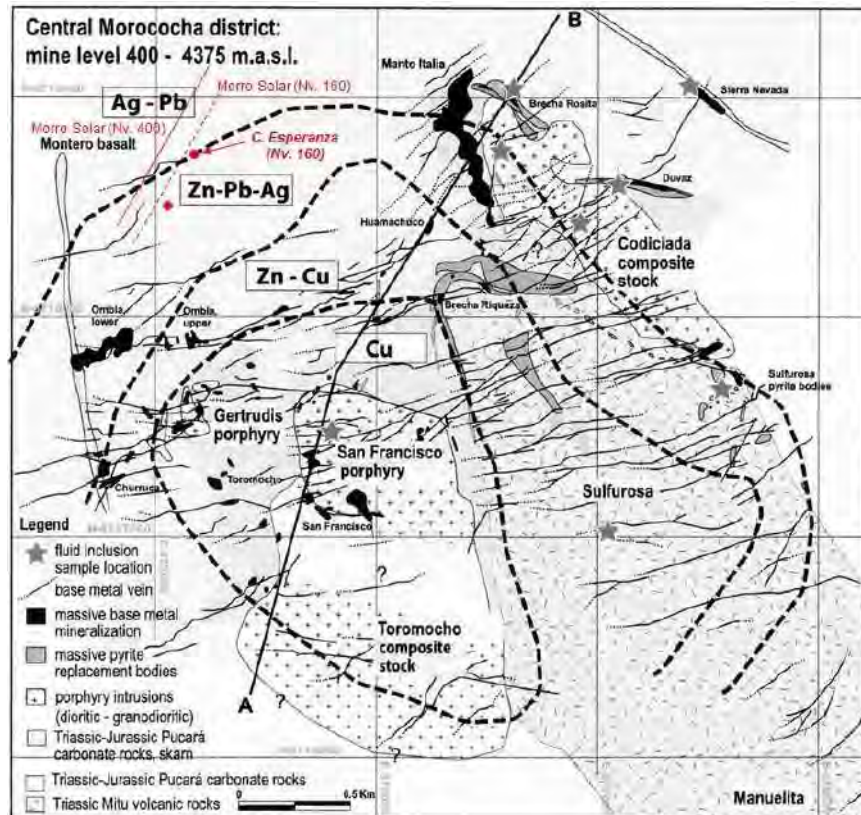 Central Morococha district:
mine level 400 - 4375 m.a.s.l.
B
Manto Italia
Brecha Rosita
Sierra Nevada
Ag - Pb
Morro Solar (Nv. 160)
Morro Solar (Nv. 400)
Montero basalt
C. Esperanza
(Nv. 160)
Zn-Pb-Ag
Duvaz
Huamachuco
Codiciada
composite
stock
Zn - Cu
Brecha Riqueza
Ombla,
lower
Ombla,
upper
Cu
Sulfurosa
pyrite bodies
Gertrudis
porphyry
San Francisco
porphyry
Sulfurosa
Toromocho
Churruca
San Francisco
Legend
fluid inclusion
sample location
base metal vein
massive base metal
mineralization
massive pyrite
replacement bodies
porphyry intrusions
(dioritic - granodioritic)
Triassic-Jurassic Pucará
carbonate rocks, skarn
Triassic-Jurassic Pucará carbonate rocks
Triassic Mitu volcanic rocks
?
Toromocho
composite
stock
A
?
?
0
0.5 Km
Manuelita